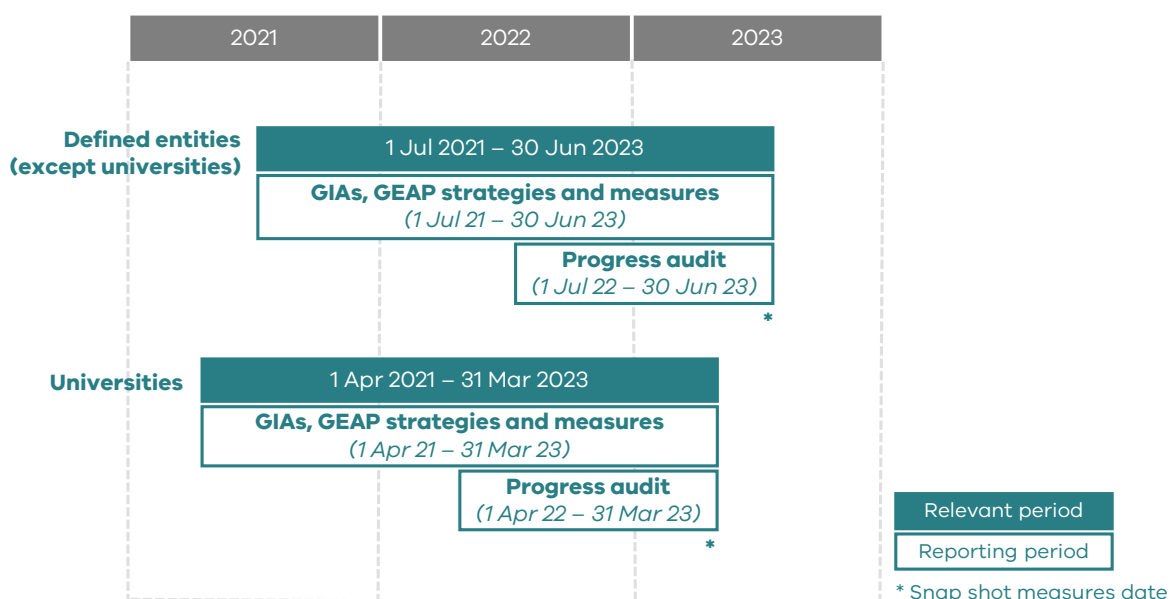 2021
2022
2023
Defined entities
(except universities)
1 Jul 2021 – 30 Jun 2023
GIAs, GEAP strategies and measures
(1 Jul 21 – 30 Jun 23)
Progress audit
(1 Jul 22 – 30 Jun 23)
*
Universities
1 Apr 2021 – 31 Mar 2023
GIAs, GEAP strategies and measures
(1 Apr 21 – 31 Mar 23)
Progress audit
(1 Apr 22 – 31 Mar 23)
*
Relevant period
Reporting period
* Snap shot measures date